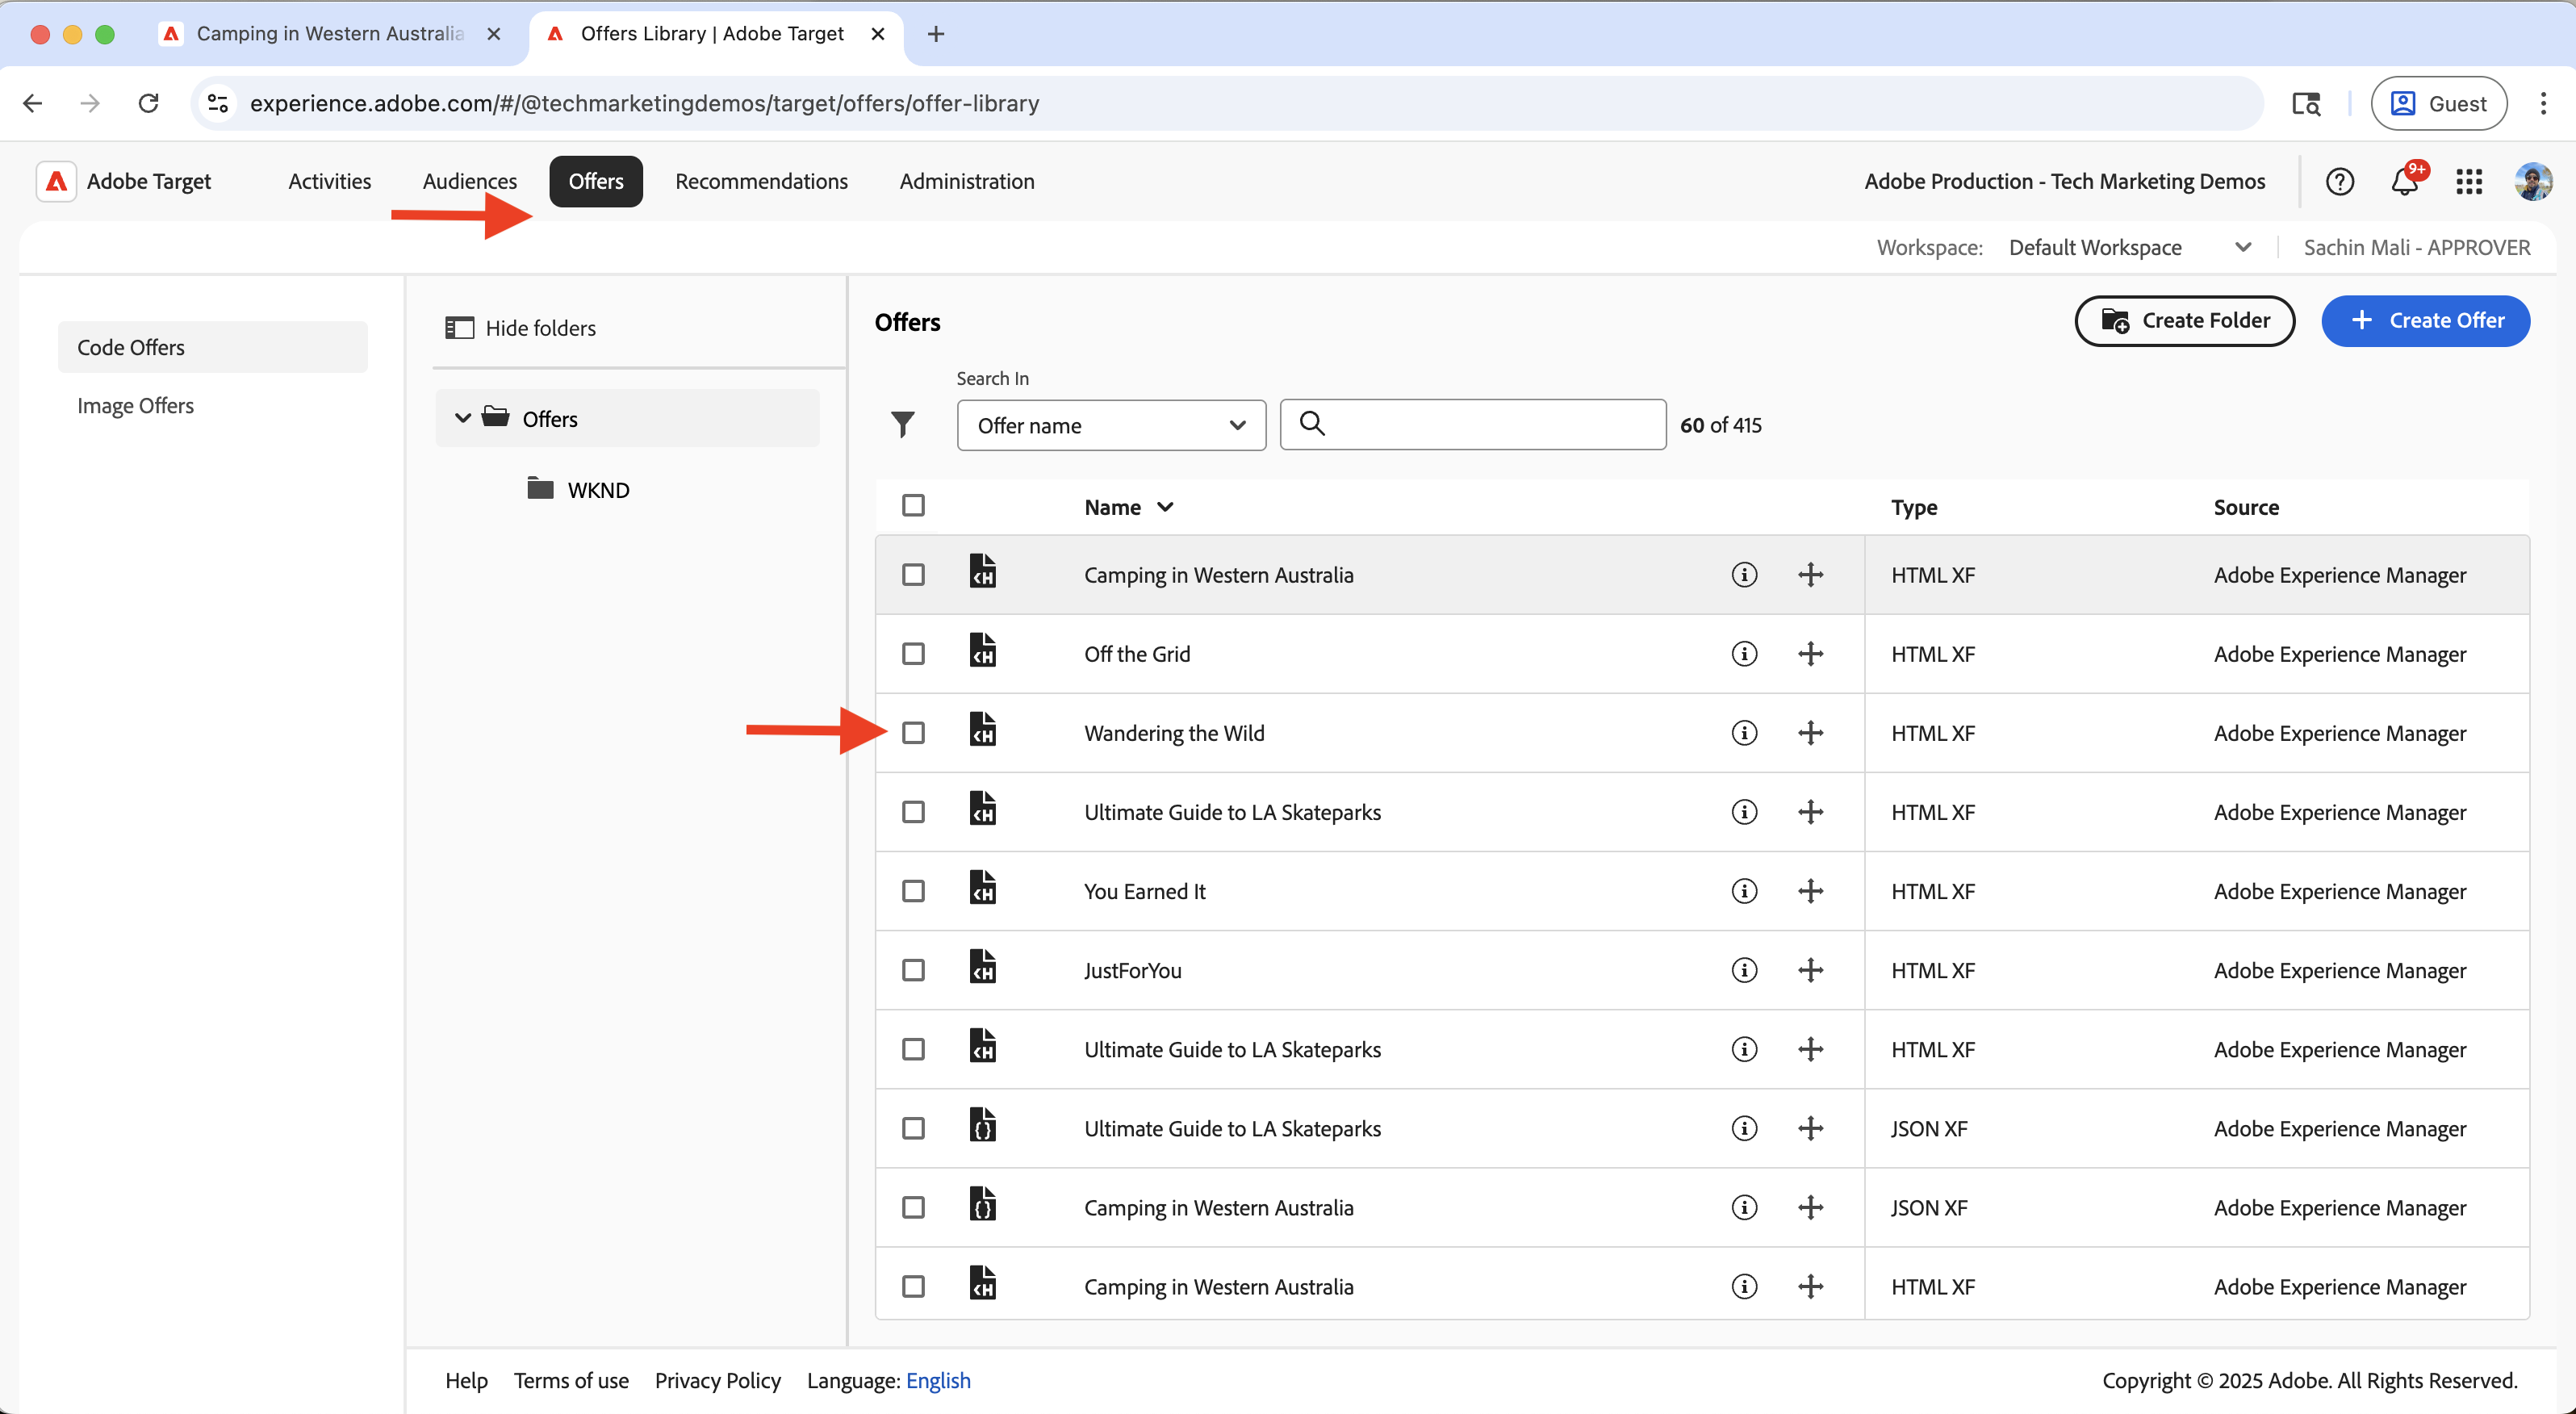 Camping in Western Australia
Offers Library | Adobe Target
experience.adobe.com/#/@techmarketingdemos/target/offers/offer-library
Guest
Adobe Target Activities Audiences Offers Recommendations Administration Adobe Production - Tech Marketing Demos 9+
Workspace: Default Workspace Sachin Mali - APPROVER
Code Offers
Image Offers
Hide folders
Offers
WKND
Offers
Create Folder
Create Offer
Search In
Offer name
60 of 415
Name Type Source
Camping in Western Australia HTML XF Adobe Experience Manager
Off the Grid HTML XF Adobe Experience Manager
Wandering the Wild HTML XF Adobe Experience Manager
Ultimate Guide to LA Skateparks HTML XF Adobe Experience Manager
You Earned It HTML XF Adobe Experience Manager
JustForYou HTML XF Adobe Experience Manager
Ultimate Guide to LA Skateparks HTML XF Adobe Experience Manager
Ultimate Guide to LA Skateparks JSON XF Adobe Experience Manager
Camping in Western Australia JSON XF Adobe Experience Manager
Camping in Western Australia HTML XF Adobe Experience Manager
Help Terms of use Privacy Policy Language: English Copyright © 2025 Adobe. All Rights Reserved.